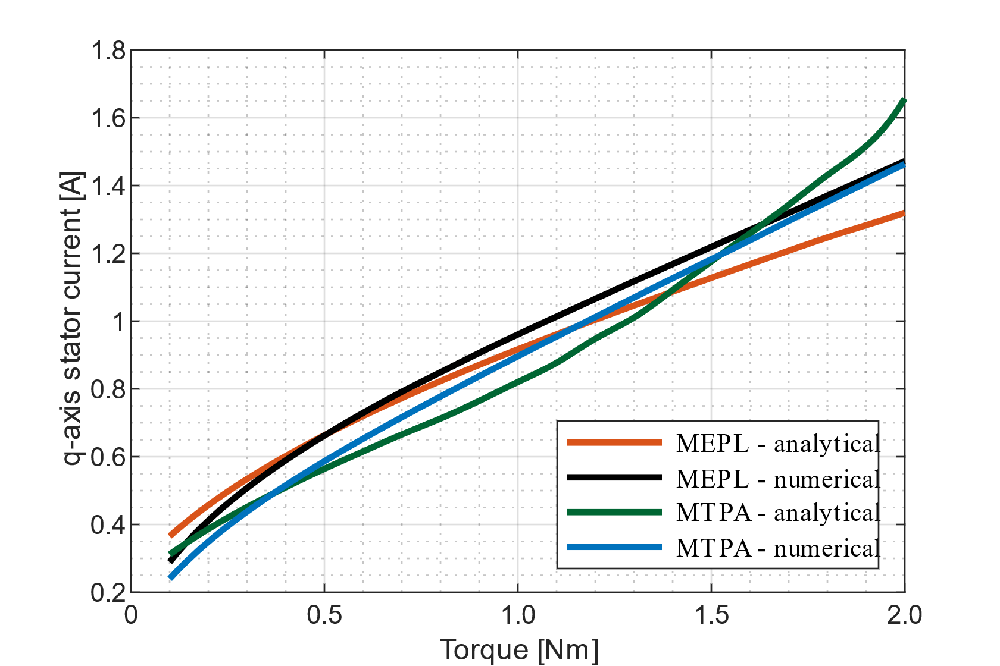 1.8
1.6
1.4
1.2
1
0.8
0.6
0.4
0.2
q-axis stator current [A]
MEPL - analytical
MEPL - numerical
MTPA - analytical
MTPA - numerical
0 0.5 1.0 1.5 2.0
Torque [Nm]